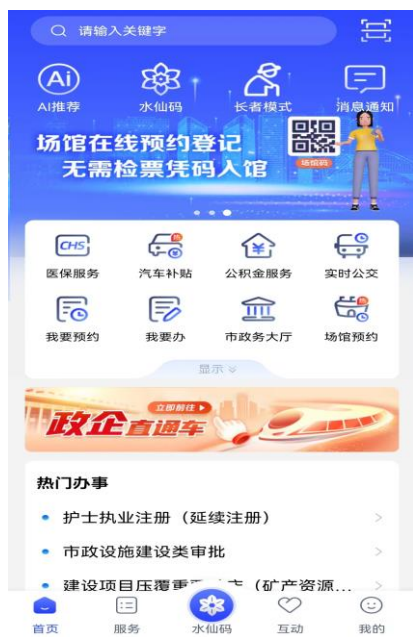 请输入关键字
Ai
AI推荐 水仙码 长者模式 消息通知
场馆在线预约登记
无需检票凭码入馆
场馆码
CHS
医保服务 汽车补贴 公积金服务 实时公交
我要预约 我要办 市政务大厅 场馆预约
显示
政企直通车
立即前往
热门办事
护士执业注册（延续注册）
市政设施建设类审批
建设项目压覆重
（矿产资源...
首页 服务 水仙码 互动 我的